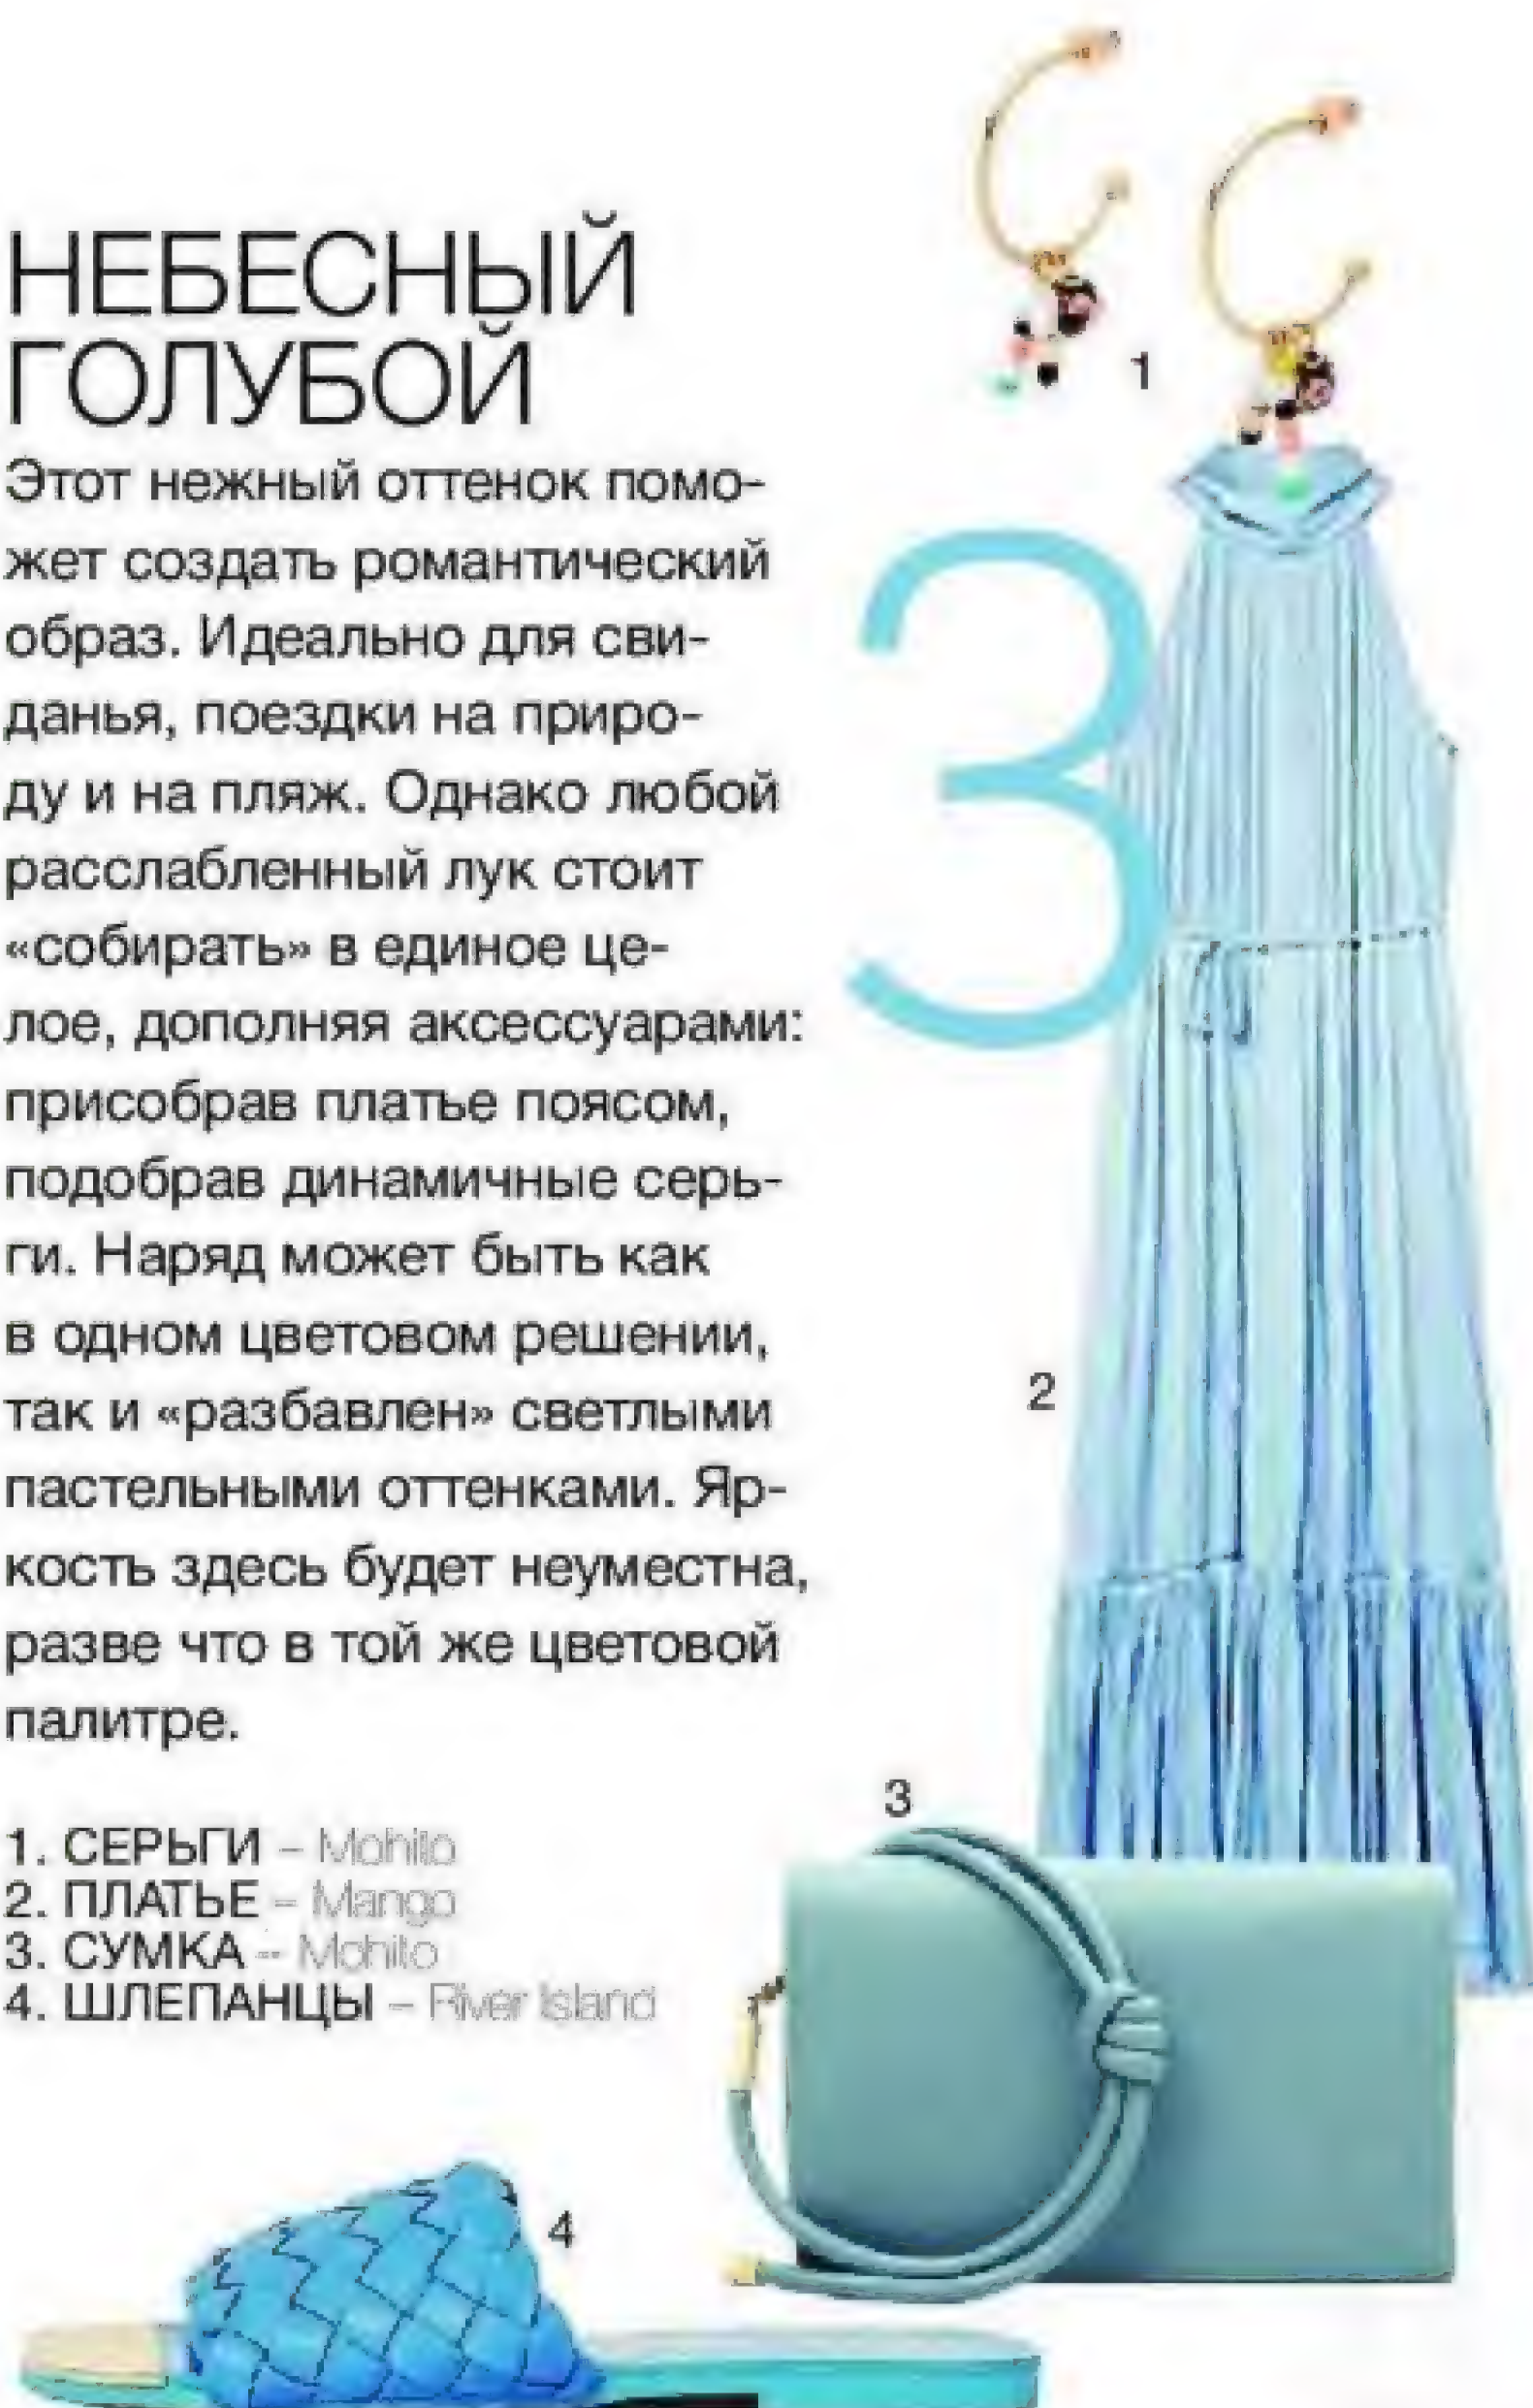 НЕБЕСНЫЙ
ГОЛУБОЙ
Этот нежный оттенок помо-
жет создать романтический
образ. Идеально для сви-
данья, поездки на приро-
ду и на пляж. Однако любой
расслабленный лук стоит
«собирать» в единое це-
лое, дополняя аксессуарами:
присобрав платье поясом,
подобрав динамичные серь-
ги. Наряд может быть как
в одном цветовом решении,
так и «разбавлен» светлыми
пастельными оттенками. Яр-
кость здесь будет неуместна,
разве что в той же цветовой
палитре.
1. СЕРЬГИ – Mohito
2. ПЛАТЬЕ – Mango
3. СУМКА – Mohito
4. ШЛЕПАНЦЫ – River Island
1
3
2
3
4